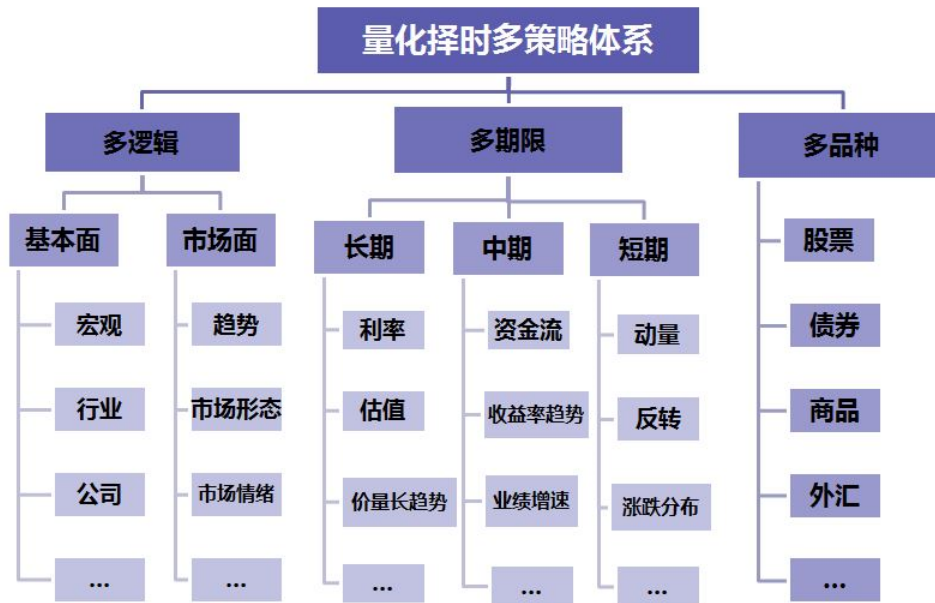 量化择时多策略体系
多逻辑
多期限
多品种
基本面
市场面
长期
中期
短期
股票
宏观
趋势
利率
资金流
动量
债券
行业
市场形态
估值
收益率趋势
反转
商品
公司
市场情绪
价量长趋势
业绩增速
涨跌分布
外汇
...
...
...
...
...
...